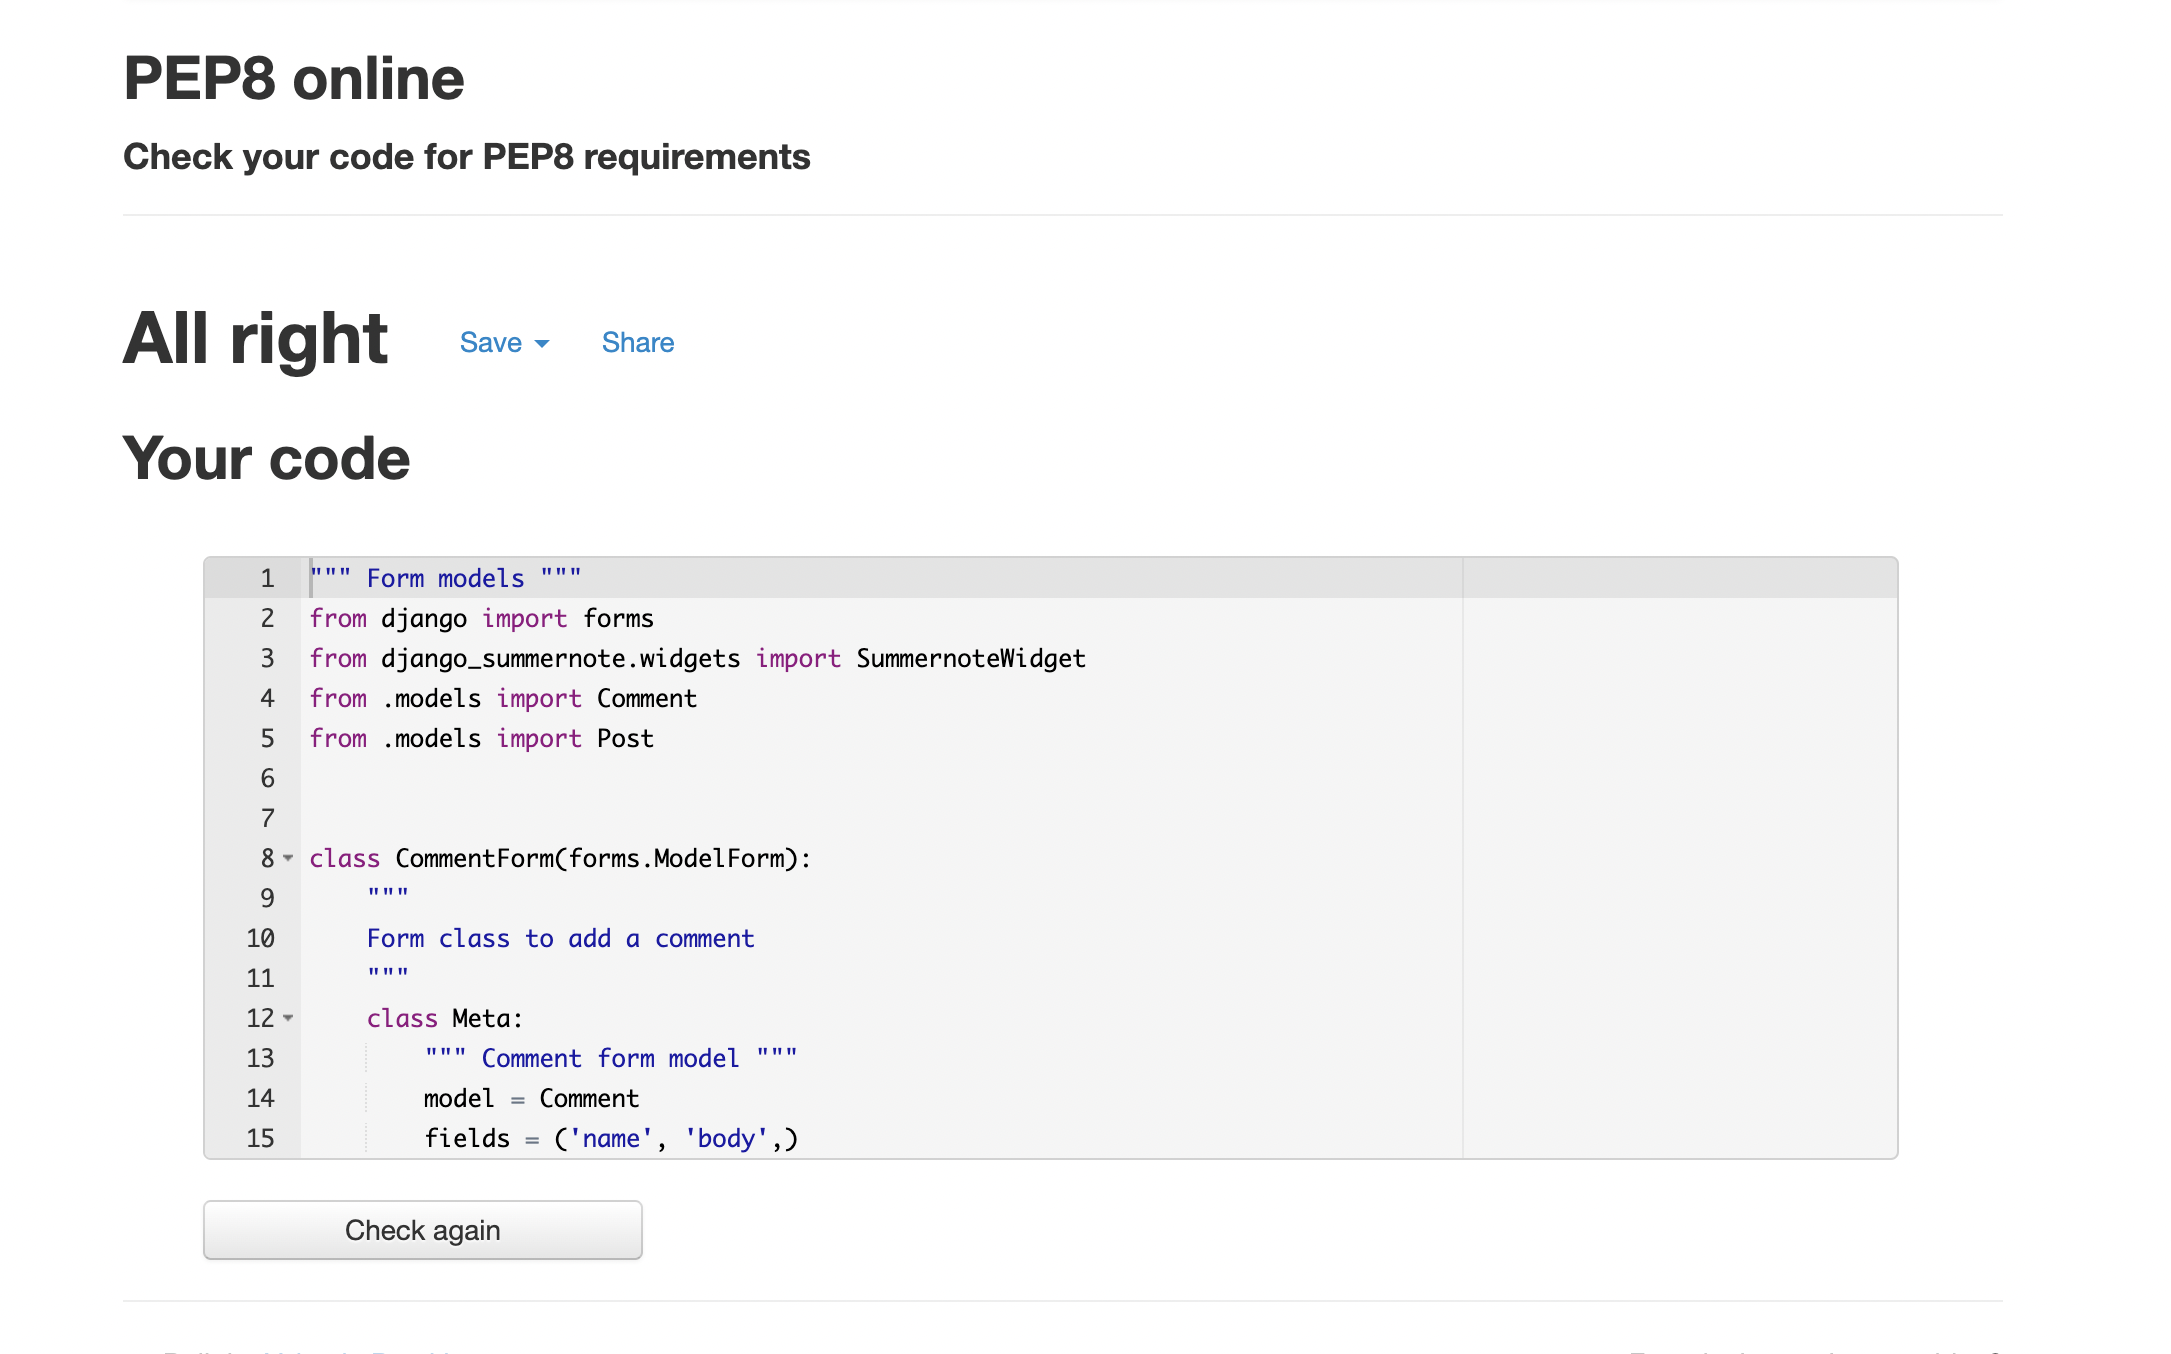 PEP8 online
Check your code for PEP8 requirements
All right Save Share
Your code
1 """ Form models """
2 from django import forms
3 from django_summernote.widgets import SummernoteWidget
4 from .models import Comment
5 from .models import Post
6
7
8 class CommentForm(forms.ModelForm):
9 """
10 Form class to add a comment
11 """
12 class Meta:
13 """ Comment form model """
14 model = Comment
15 fields = ('name', 'body',)
Check again